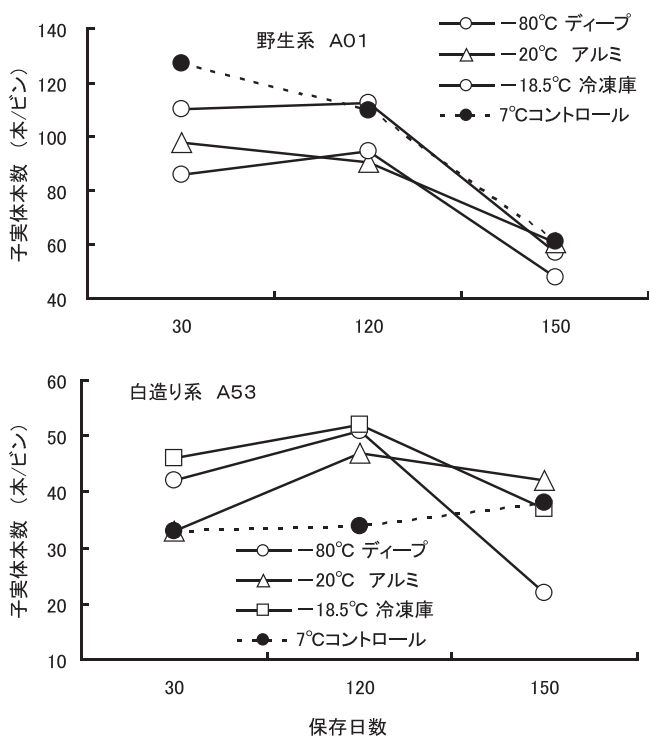 野生系 A01
－80℃ ディープ
－20℃ アルミ
－18.5℃ 冷凍庫
7℃コントロール
子実体本数（本/ビン）
140
120
100
80
60
40
30 120 150
白造り系 A53
子実体本数（本/ビン）
60
50
40
30
20
10
－80℃ ディープ
－20℃ アルミ
－18.5℃ 冷凍庫
7℃コントロール
30 120 150
保存日数